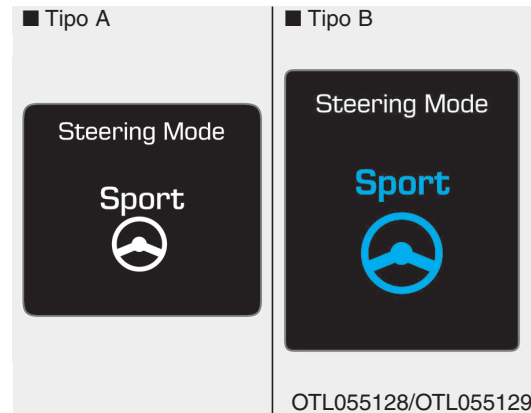 ■ Tipo A
Steering Mode
Sport
■ Tipo B
Steering Mode
Sport
OTL055128/OTL055129